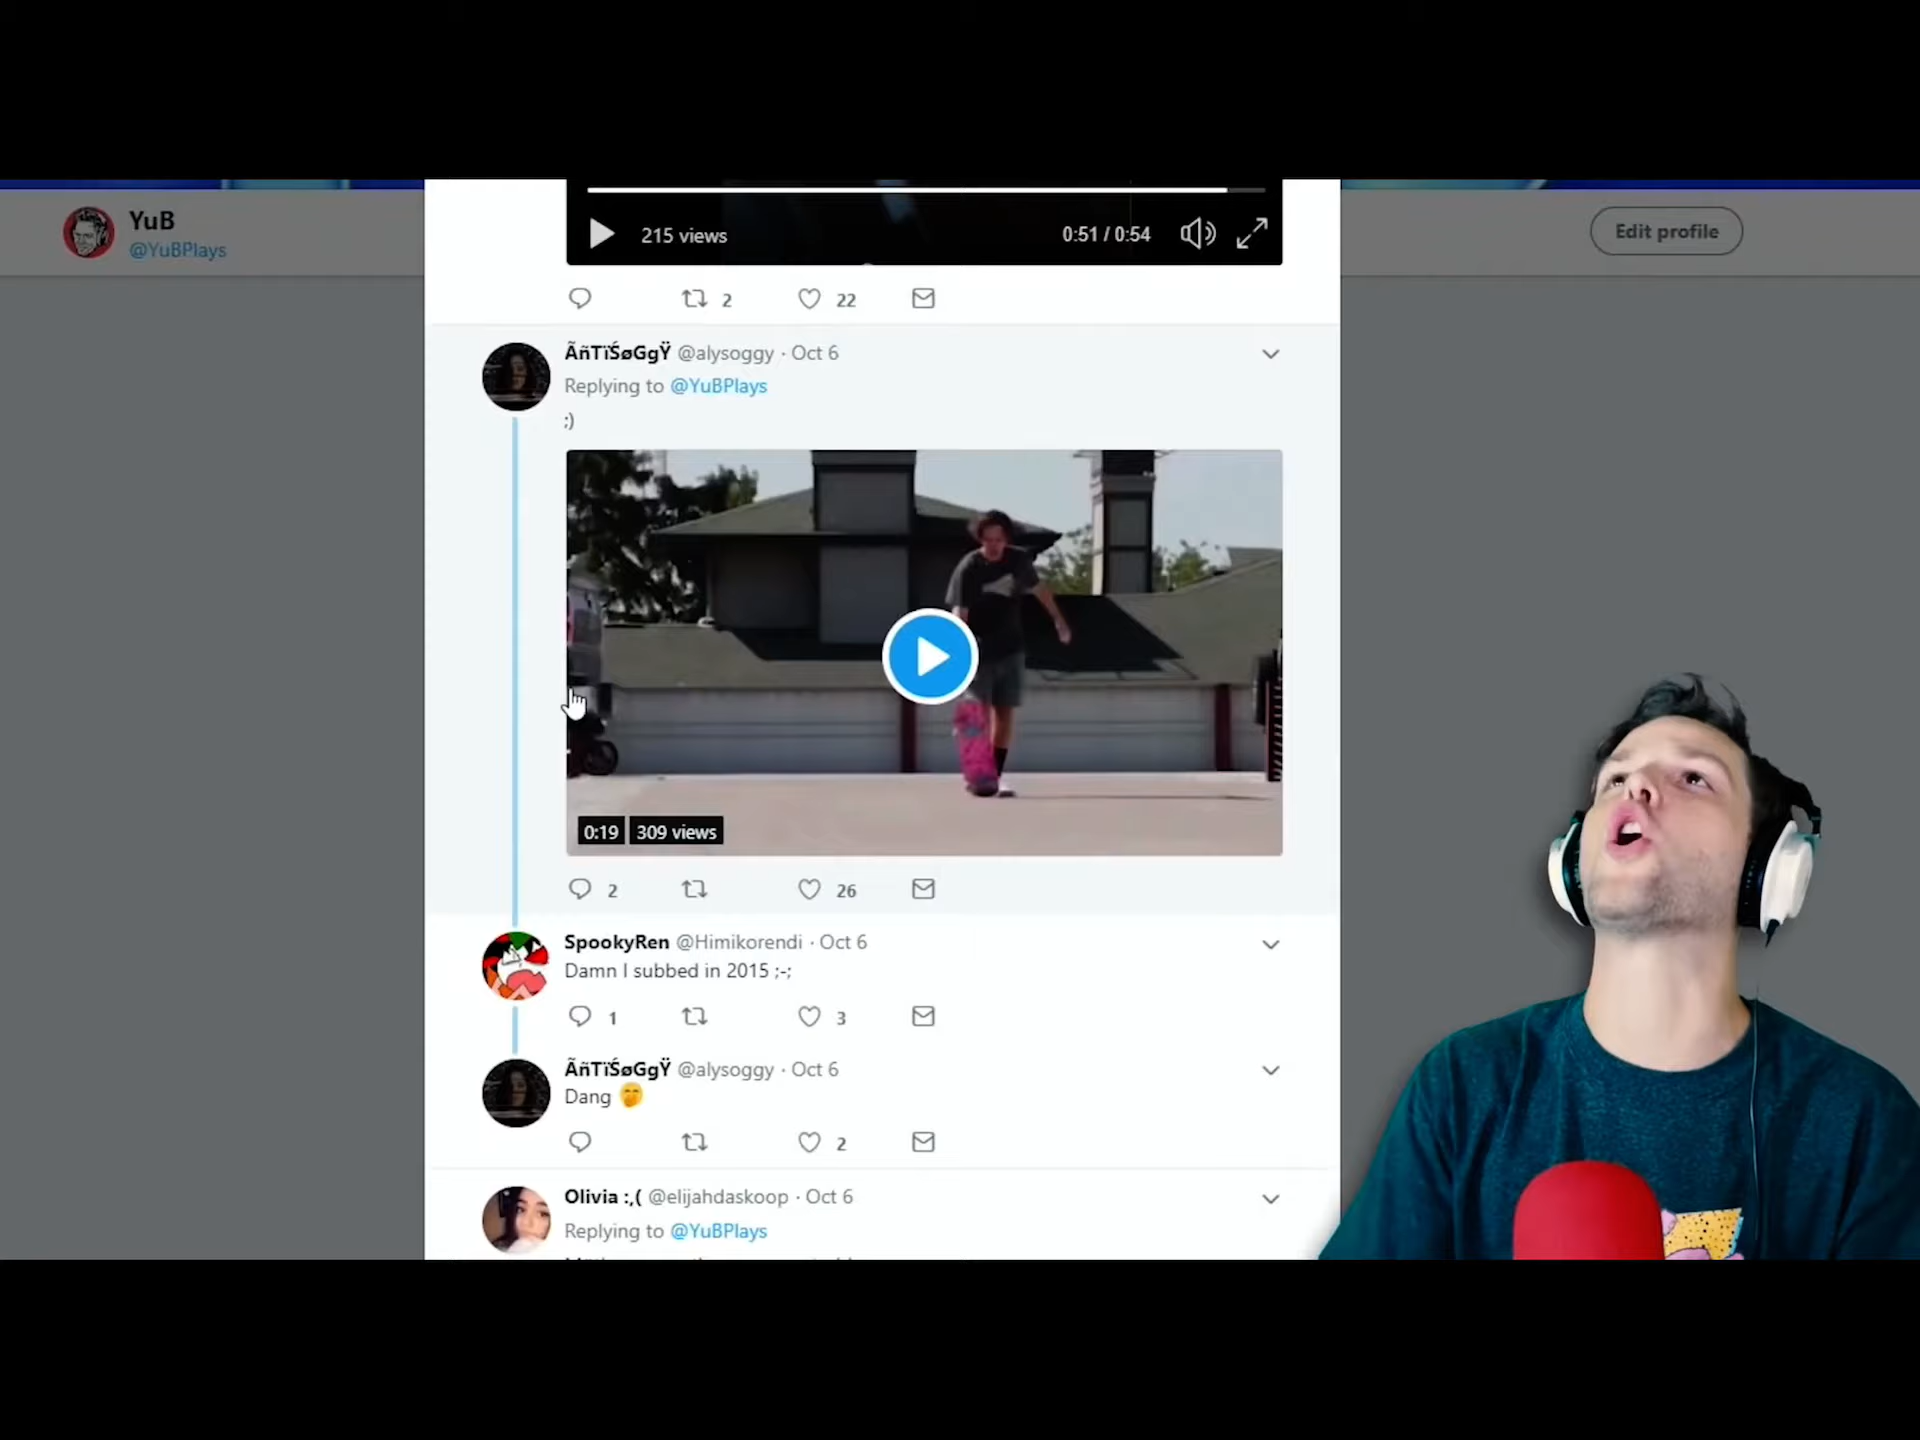 YuB
@YuBPlays
Edit profile
215 views
0:51 / 0:54
2
22
ÃñTïŚøGgŸ @alysoggy · Oct 6
Replying to @YuBPlays
;)
0:19
309 views
2
26
SpookyRen @Himikorendi · Oct 6
Damn I subbed in 2015 ;-;
1
3
ÃñTïŚøGgŸ @alysoggy · Oct 6
Dang 🤭
2
Olivia :,( @elijahdaskoop · Oct 6
Replying to @YuBPlays